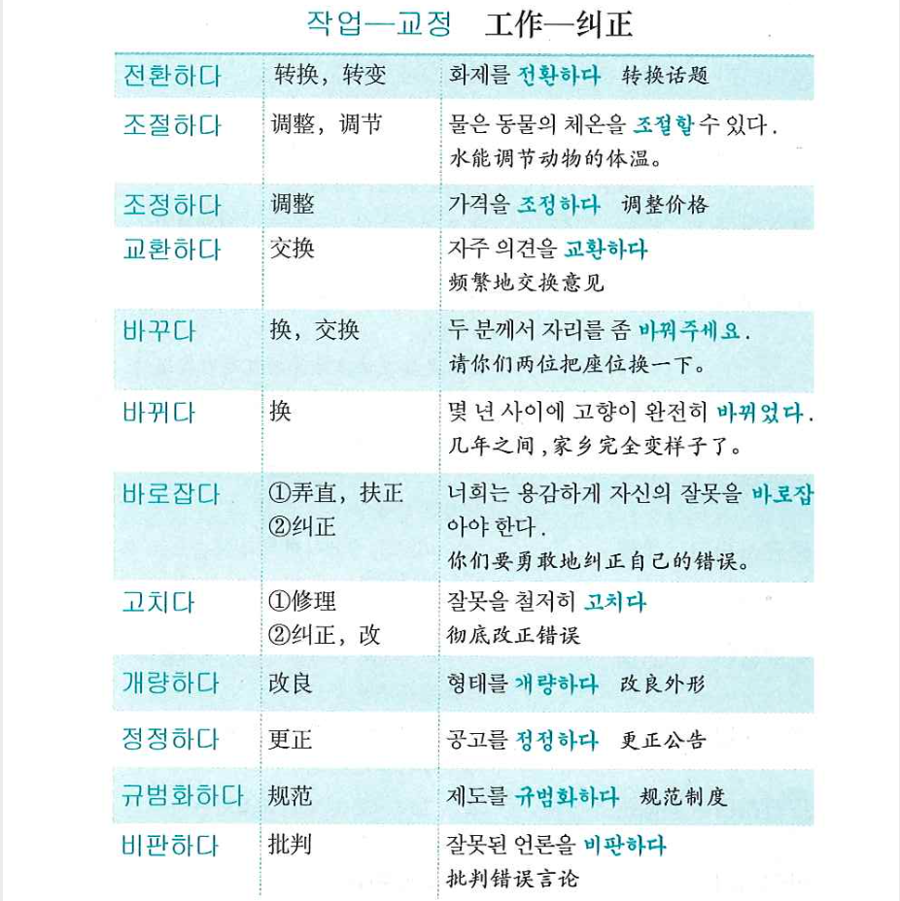 작업—교정 工作—纠正
전환하다 转换，转变 화제를 전환하다 转换话题
조절하다 调整，调节 물은 동물의 체온을 조절할 수 있다.
水能调节动物的体温。
조정하다 调整 가격을 조정하다 调整价格
교환하다 交换 자주 의견을 교환하다
频繁地交换意见
바꾸다 换，交换 두 분께서 자리를 좀 바꿔주세요.
请你们两位把座位换一下。
바뀌다 换 몇 년 사이에 고향이 완전히 바뀌었다.
几年之间，家乡完全变样子了。
바로잡다 ①弄直，扶正 너희는 용감하게 자신의 잘못을 바로잡
②纠正 아야 한다.
你们要勇敢地纠正自己的错误。
고치다 ①修理 잘못을 철저히 고치다
②纠正，改 彻底改正错误
개량하다 改良 형태를 개량하다 改良外形
정정하다 更正 공고를 정정하다 更正公告
규범화하다 规范 제도를 규범화하다 规范制度
비판하다 批判 잘못된 언론을 비판하다
批判错误言论